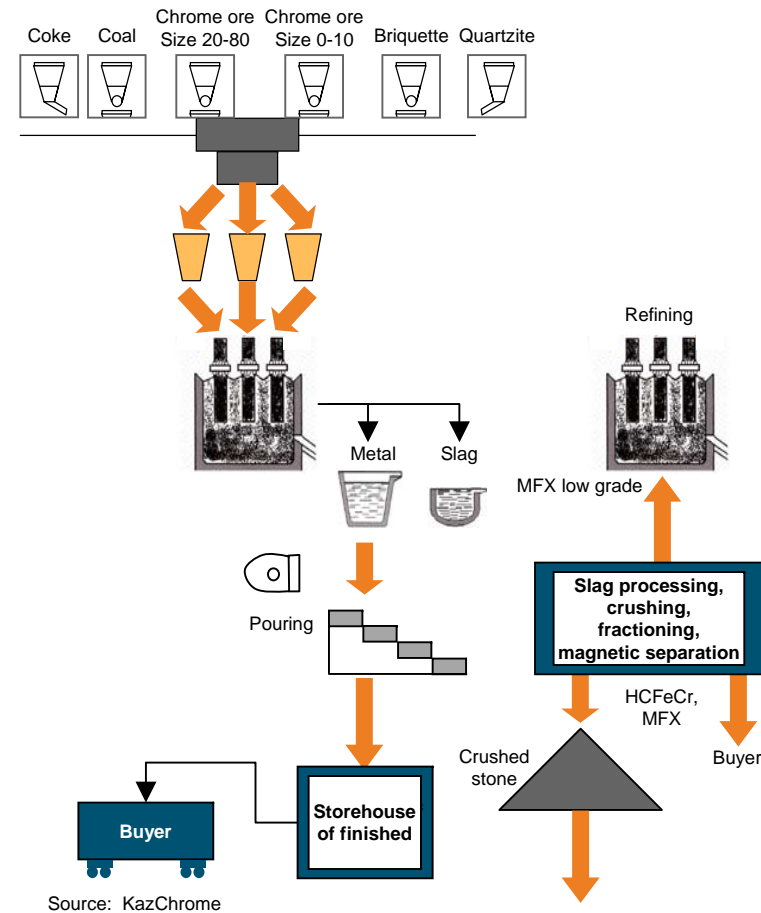 Coke
Coal
Chrome ore
Size 20-80
Chrome ore
Size 0-10
Briquette
Quartzite
Refining
Metal
Slag
MFX low grade
Slag processing,
crushing,
fractioning,
magnetic separation
Pouring
HCFeCr,
MFX
Buyer
Crushed
stone
Storehouse
of finished
Buyer
Source: KazChrome